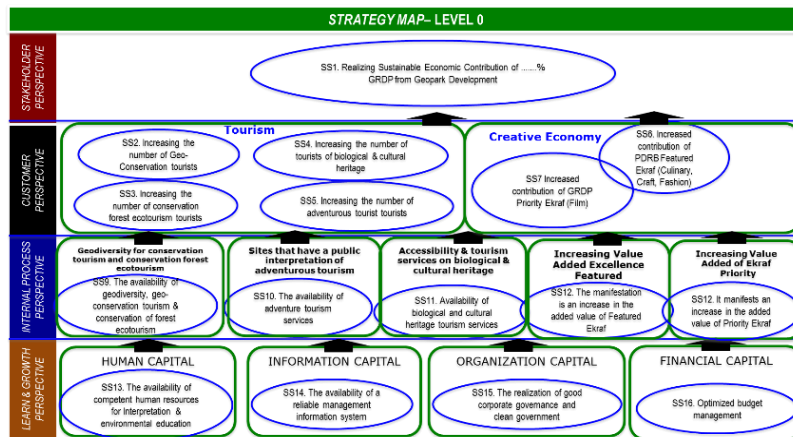 STRATEGY MAP– LEVEL 0
STAKEHOLDER
PERSPECTIVE
SS1. Realizing Sustainable Economic Contribution of ......%
GRDP from Geopark Development
CUSTOMER
PERSPECTIVE
Tourism
SS2. Increasing the
number of Geo-
Conservation tourists
SS4. Increasing the number of
tourists of biological & cultural
heritage
SS3. Increasing the
number of conservation
forest ecotourism tourists
SS5. Increasing the number of
adventurous tourist tourists
Creative Economy
SS6. Increased
contribution of
PDRB Featured
Ekraf (Culinary,
Craft, Fashion)
SS7 Increased
contribution of GRDP
Priority Ekraf (Film)
INTERNAL PROCESS
PERSPECTIVE
Geodiversity for conservation
tourism and conservation forest
ecotourism
SS9. The availability of
geodiversity, geo-
conservation tourism &
conservation of forest
ecotourism
Sites that have a public
interpretation of
adventurous tourism
SS10. The availability of
adventure tourism
services
Accessibility & tourism
services on biological &
cultural heritage
SS11. Availability of
biological and cultural
heritage tourism services
Increasing Value
Added Excellence
Featured
SS12. The manifestation
is an increase in the
added value of Featured
Ekraf
Increasing Value
Added of Ekraf
Priority
SS12. It manifests
an increase in the
added value of Priority Ekraf
LEARN & GROWTH
PERSPECTIVE
HUMAN CAPITAL
SS13. The availability of
competent human resources
for Interpretation &
environmental education
INFORMATION CAPITAL
SS14. The availability of a
reliable management
information system
ORGANIZATION CAPITAL
SS15. The realization of good
corporate governance and
clean government
FINANCIAL CAPITAL
SS16. Optimized budget
management